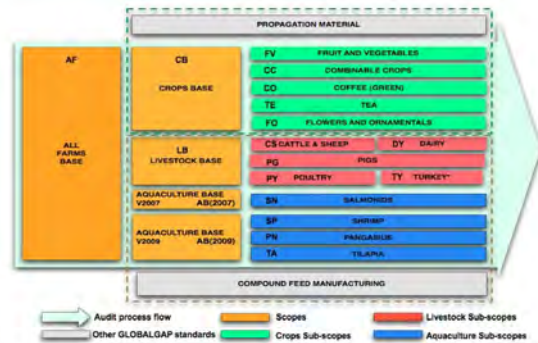 PROPAGATION MATERIAL
AF
ALL
FARMS
BASE
CB
CROPS BASE
FV FRUIT AND VEGETABLES
CC COMBINABLE CROPS
CO COFFEE (GREEN)
TE TEA
FO FLOWERS AND ORNAMENTALS
LB
LIVESTOCK BASE
CS CATTLE & SHEEP
DY DAIRY
PG PIGS
PY POULTRY
TY TURKEY*
AQUACULTURE BASE
V2007 AB(2007)
SN SALMONIDS
AQUACULTURE BASE
V2009 AB(2009)
SP SHRIMP
PN PANGASIUS
TA TILAPIA
COMPOUND FEED MANUFACTURING
Audit process flow
Scopes
Livestock Sub-scopes
Other GLOBALGAP standards
Crops Sub-scopes
Aquaculture Sub-scopes